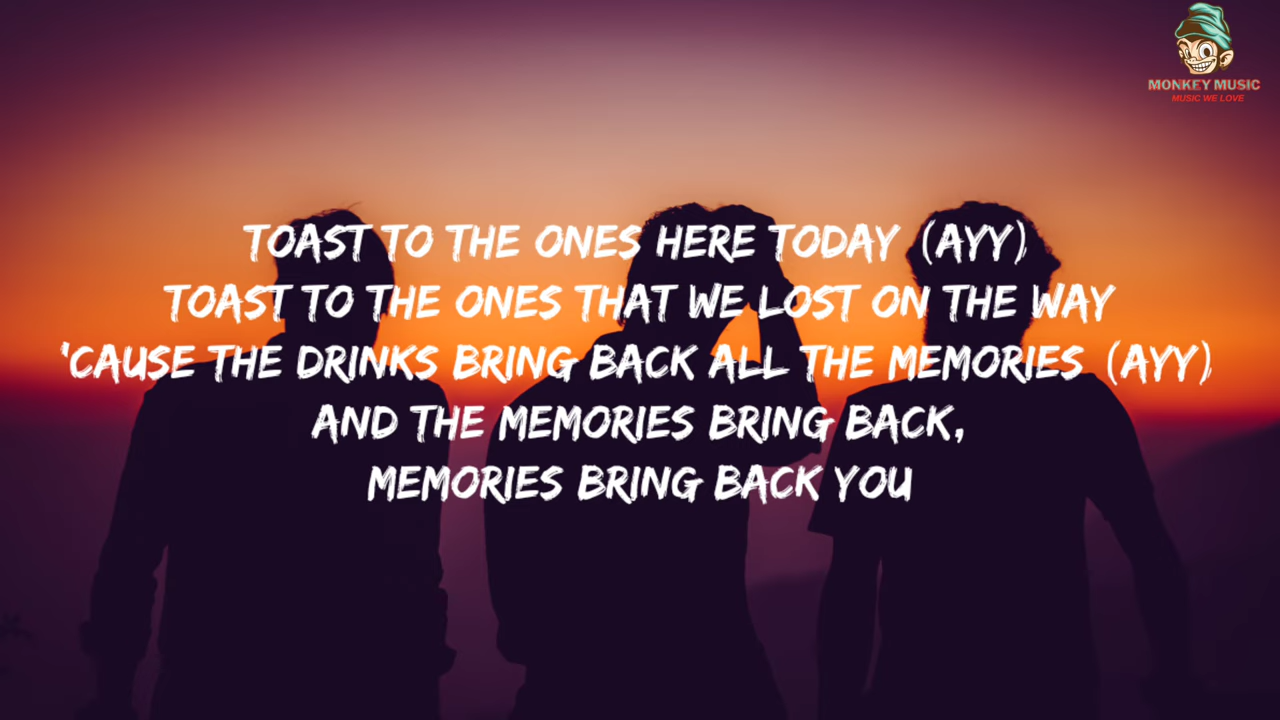 MONKEY MUSIC
MUSIC WE LOVE
TOAST TO THE ONES HERE TODAY (AYY)
TOAST TO THE ONES THAT WE LOST ON THE WAY
'CAUSE THE DRINKS BRING BACK ALL THE MEMORIES (AYY)
AND THE MEMORIES BRING BACK,
MEMORIES BRING BACK YOU